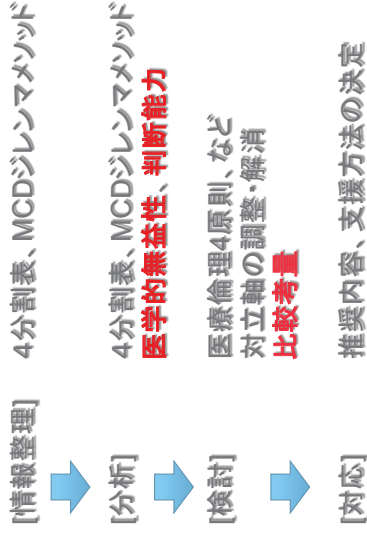 [情報整理] 4分割表、MCDジレンマメソッド
[分析] 4分割表、MCDジレンマメソッド
医学的無益性、判断能力
[検討] 医療倫理4原則、など
対立軸の調整・解消
比較考量
[対応] 推奨内容、支援方法の決定